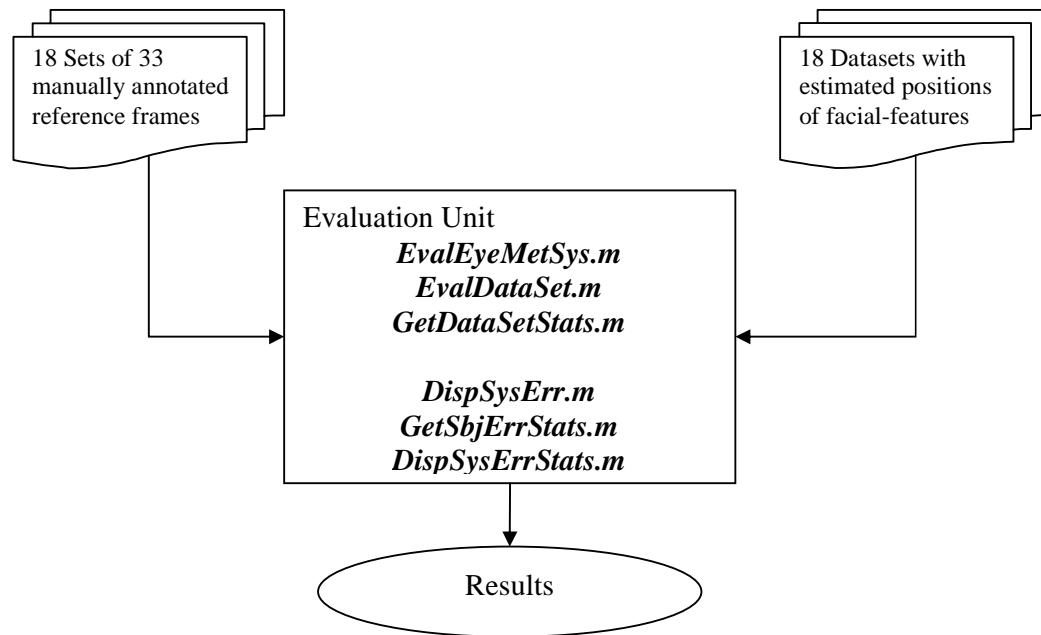 18 Sets of 33
manually annotated
reference frames
18 Datasets with
estimated positions
of facial-features
Evaluation Unit
EvalEyeMetSys.m
EvalDataSet.m
GetDataSetStats.m
DispSysErr.m
GetSbjErrStats.m
DispSysErrStats.m
Results